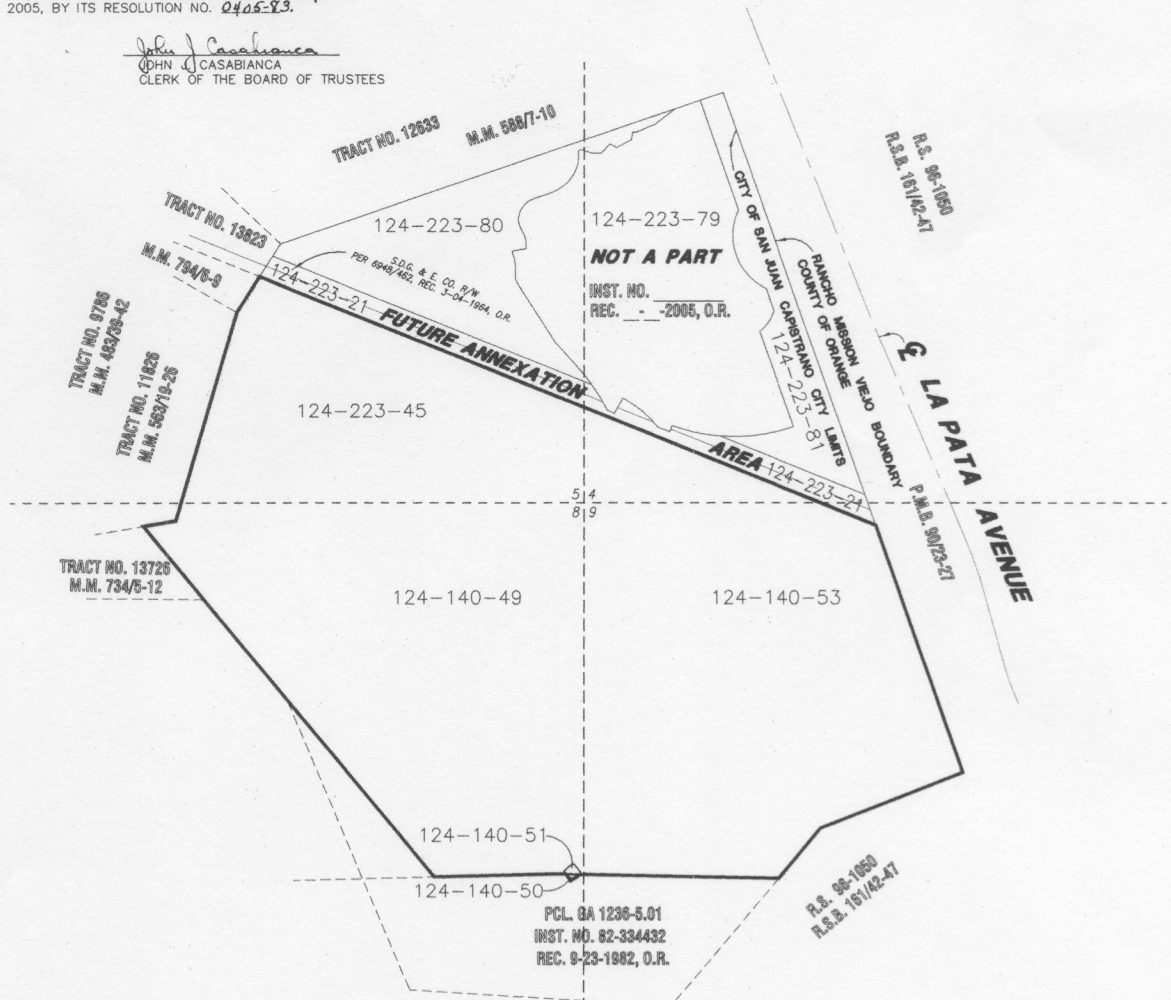 2005, BY ITS RESOLUTION NO. 0405-83.
John J Casabianca
JOHN J CASABIANCA
CLERK OF THE BOARD OF TRUSTEES
TRACT NO. 12633
M.M. 588/7-10
R.S. 96-1050
R.S.B. 161/42-47
TRACT NO. 13823
M.M. 794/6-9
124-223-80
124-223-79
NOT A PART
INST. NO. ________
REC. __-__-2005, O.R.
CITY OF SAN JUAN CAPISTRANO CITY LIMITS
RANCHO MISSION VIEJO BOUNDARY
COUNTY OF ORANGE
124-223-81
S.D.G. & E. CO. R/W
PER 6948/462, REC. 3-04-1964, O.R.
124-223-21
FUTURE ANNEXATION
AREA
124-223-21
℄ LA PATA AVENUE
P.M.B. 90/23-27
TRACT NO. 9786
M.M. 483/39-42
TRACT NO. 11826
M.M. 563/19-26
124-223-45
5 4
8 9
TRACT NO. 13726
M.M. 734/5-12
124-140-49
124-140-53
124-140-51
124-140-50
PCL. GA 1236-5.01
INST. NO. 82-334432
REC. 9-23-1982, O.R.
R.S. 96-1050
R.S.B. 161/42-47